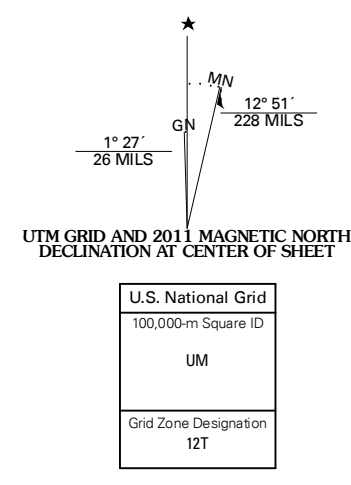 ★
MN
12° 51´
228 MILS
GN
1° 27´
26 MILS
UTM GRID AND 2011 MAGNETIC NORTH
DECLINATION AT CENTER OF SHEET
U.S. National Grid
100,000-m Square ID
UM
Grid Zone Designation
12T